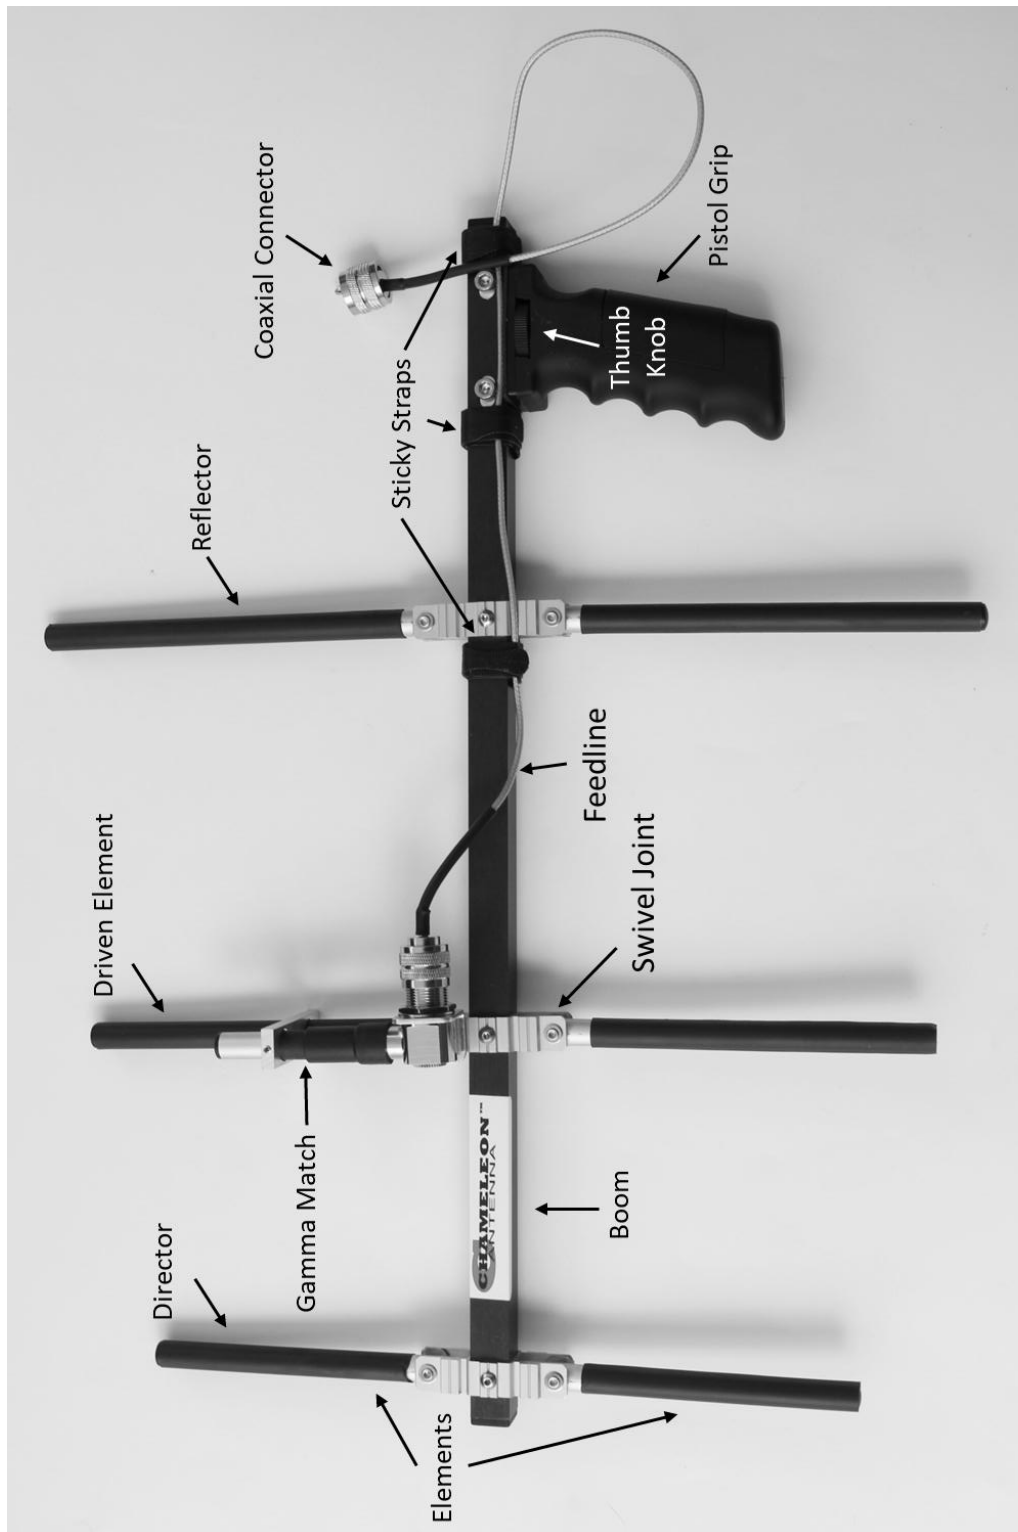 Coaxial Connector
Pistol Grip
Thumb
Knob
Sticky Straps
Reflector
Feedline
Driven Element
Swivel Joint
CHAMELEON™
ANTENNA
Gamma Match
Boom
Director
Elements